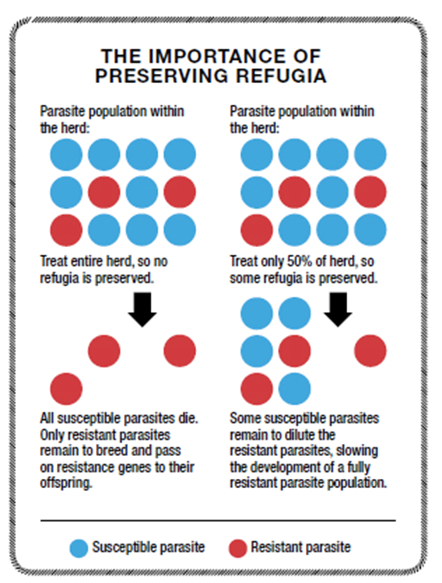 THE IMPORTANCE OF
PRESERVING REFUGIA
Parasite population within
the herd:
Treat entire herd, so no
refugia is preserved.
All susceptible parasites die.
Only resistant parasites
remain to breed and pass
on resistance genes to their
offspring.
Parasite population within
the herd:
Treat only 50% of herd, so
some refugia is preserved.
Some susceptible parasites
remain to dilute the
resistant parasites, slowing
the development of a fully
resistant parasite population.
Susceptible parasite
Resistant parasite